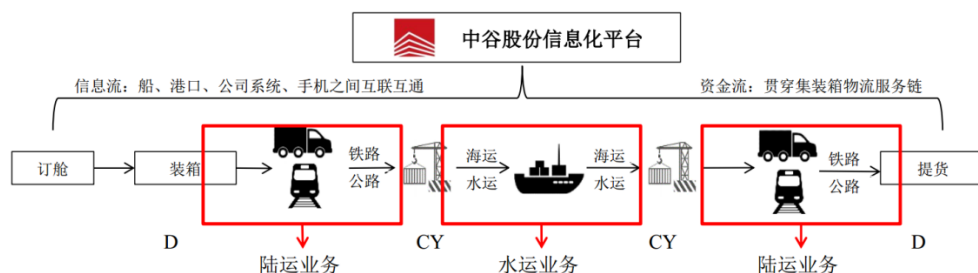 中谷股份信息化平台
信息流：船、港口、公司系统、手机之间互联互通
资金流：贯穿集装箱物流服务链
订舱
装箱
铁路
公路
海运
水运
海运
水运
铁路
公路
提货
D
CY
CY
D
陆运业务
水运业务
陆运业务